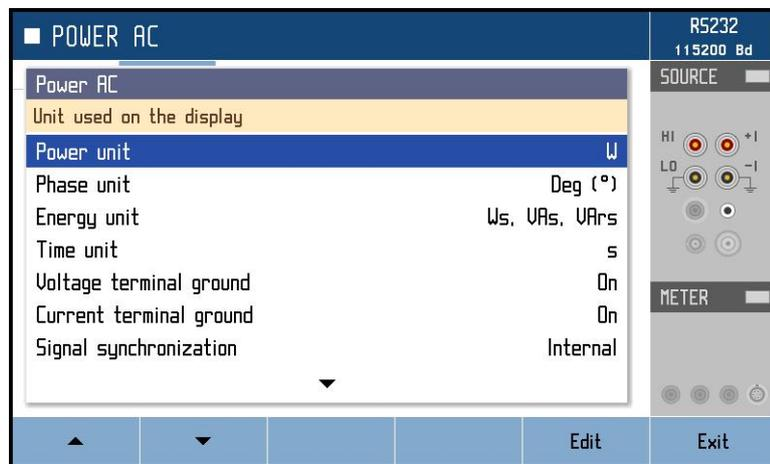 POWER AC
RS232
115200 Bd
Power AC
Unit used on the display
Power unit W
Phase unit Deg (°)
Energy unit Ws, VAs, VArs
Time unit s
Voltage terminal ground On
Current terminal ground On
Signal synchronization Internal
SOURCE
HI +I
LO -I
METER
Edit
Exit